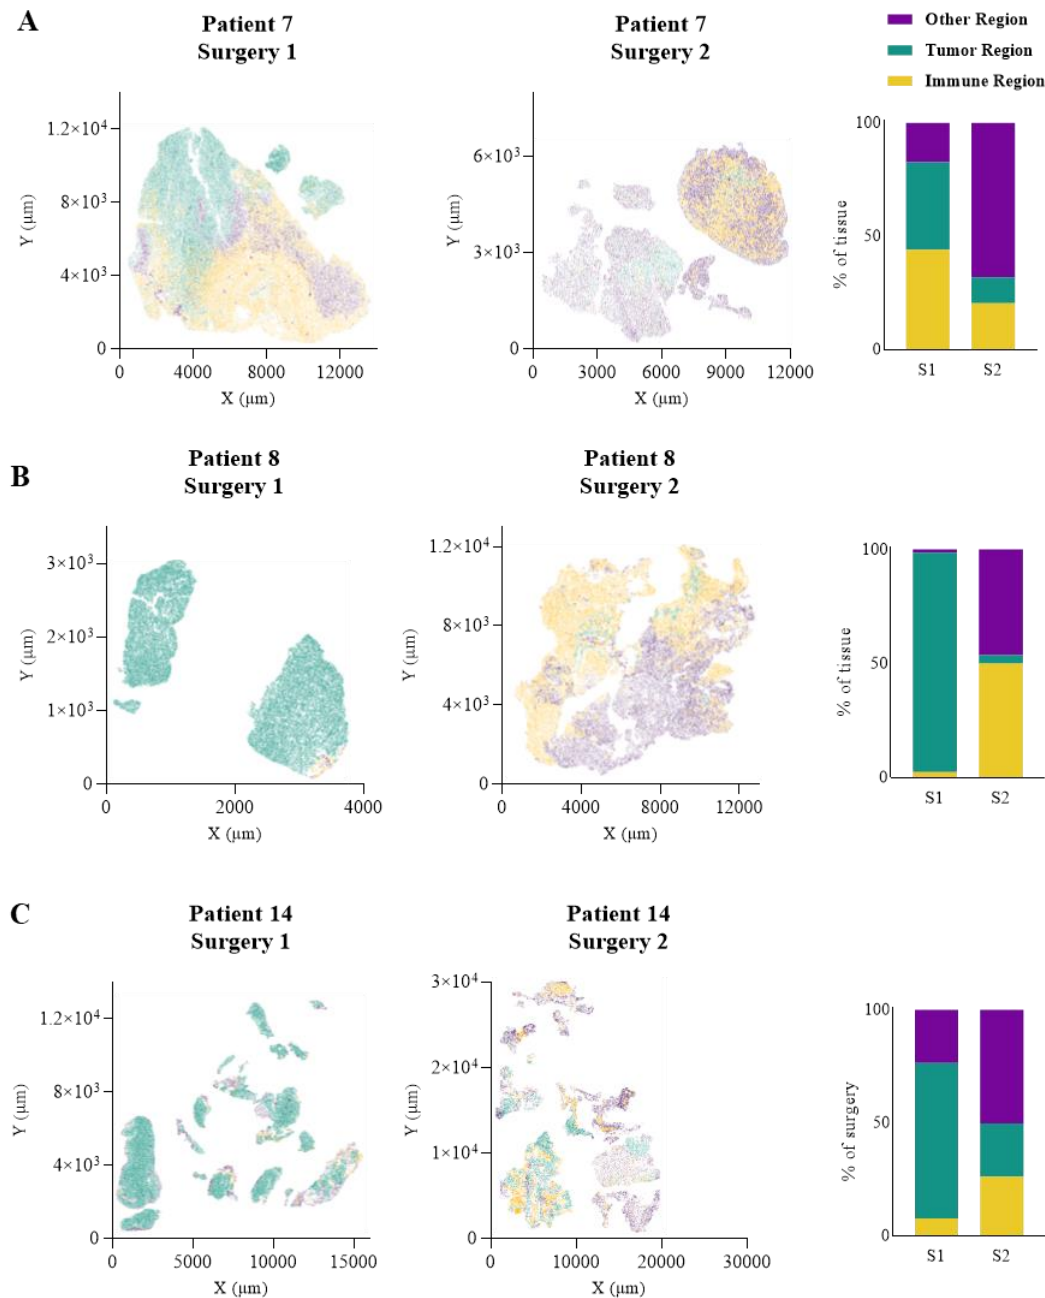 A
Patient 7
Surgery 1
Patient 7
Surgery 2
Other Region
Tumor Region
Immune Region
1.2×10⁴
8×10³
4×10³
0
Y (μm)
0 4000 8000 12000
X (μm)
6×10³
3×10³
0
Y (μm)
0 3000 6000 9000 12000
X (μm)
100
50
0
% of tissue
S1 S2
B
Patient 8
Surgery 1
Patient 8
Surgery 2
3×10³
2×10³
1×10³
0
Y (μm)
0 2000 4000
X (μm)
1.2×10⁴
8×10³
4×10³
0
Y (μm)
0 4000 8000 12000
X (μm)
100
50
0
% of tissue
S1 S2
C
Patient 14
Surgery 1
Patient 14
Surgery 2
1.2×10⁴
8×10³
4×10³
0
Y (μm)
0 5000 10000 15000
X (μm)
3×10⁴
2×10⁴
1×10⁴
0
Y (μm)
0 10000 20000 30000
X (μm)
100
50
0
% of surgery
S1 S2